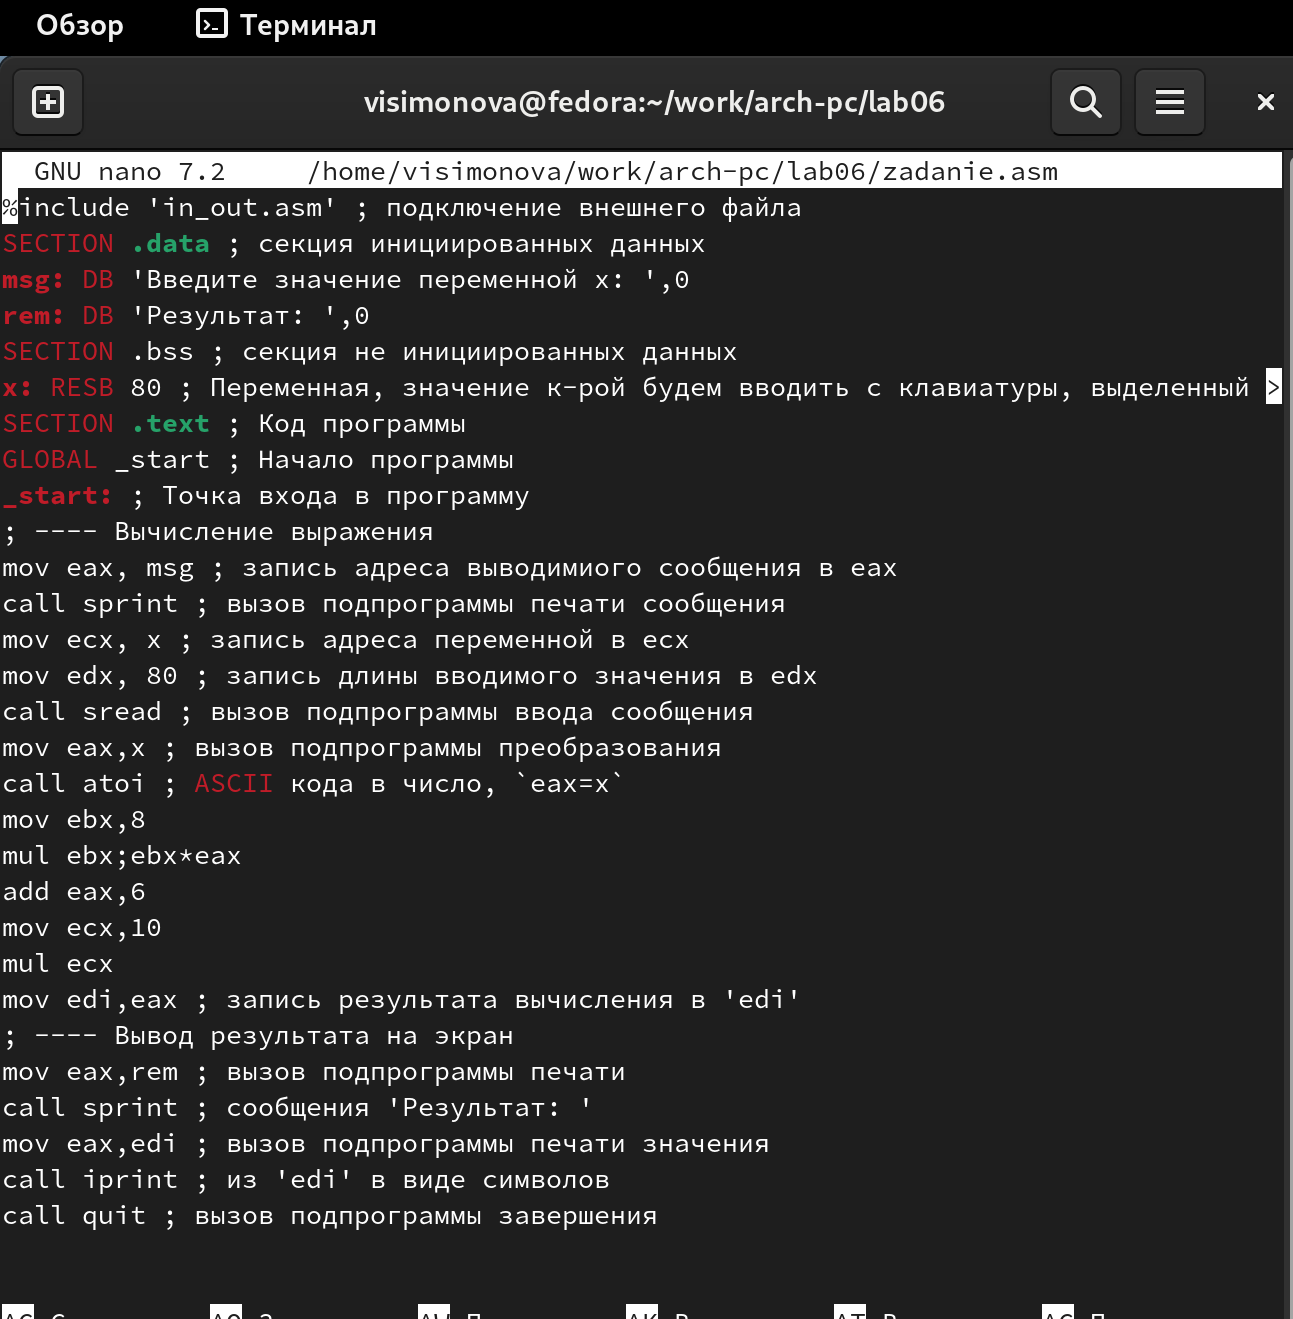 Обзор Терминал
visimonova@fedora:~/work/arch-pc/lab06
GNU nano 7.2 /home/visimonova/work/arch-pc/lab06/zadanie.asm
%include 'in_out.asm' ; подключение внешнего файла
SECTION .data ; секция инициированных данных
msg: DB 'Введите значение переменной x: ',0
rem: DB 'Результат: ',0
SECTION .bss ; секция не инициированных данных
x: RESB 80 ; Переменная, значение к-рой будем вводить с клавиатуры, выделенный >
SECTION .text ; Код программы
GLOBAL _start ; Начало программы
_start: ; Точка входа в программу
; ---- Вычисление выражения
mov eax, msg ; запись адреса выводимиого сообщения в eax
call sprint ; вызов подпрограммы печати сообщения
mov ecx, x ; запись адреса переменной в ecx
mov edx, 80 ; запись длины вводимого значения в edx
call sread ; вызов подпрограммы ввода сообщения
mov eax,x ; вызов подпрограммы преобразования
call atoi ; ASCII кода в число, `eax=x`
mov ebx,8
mul ebx;ebx*eax
add eax,6
mov ecx,10
mul ecx
mov edi,eax ; запись результата вычисления в 'edi'
; ---- Вывод результата на экран
mov eax,rem ; вызов подпрограммы печати
call sprint ; сообщения 'Результат: '
mov eax,edi ; вызов подпрограммы печати значения
call iprint ; из 'edi' в виде символов
call quit ; вызов подпрограммы завершения